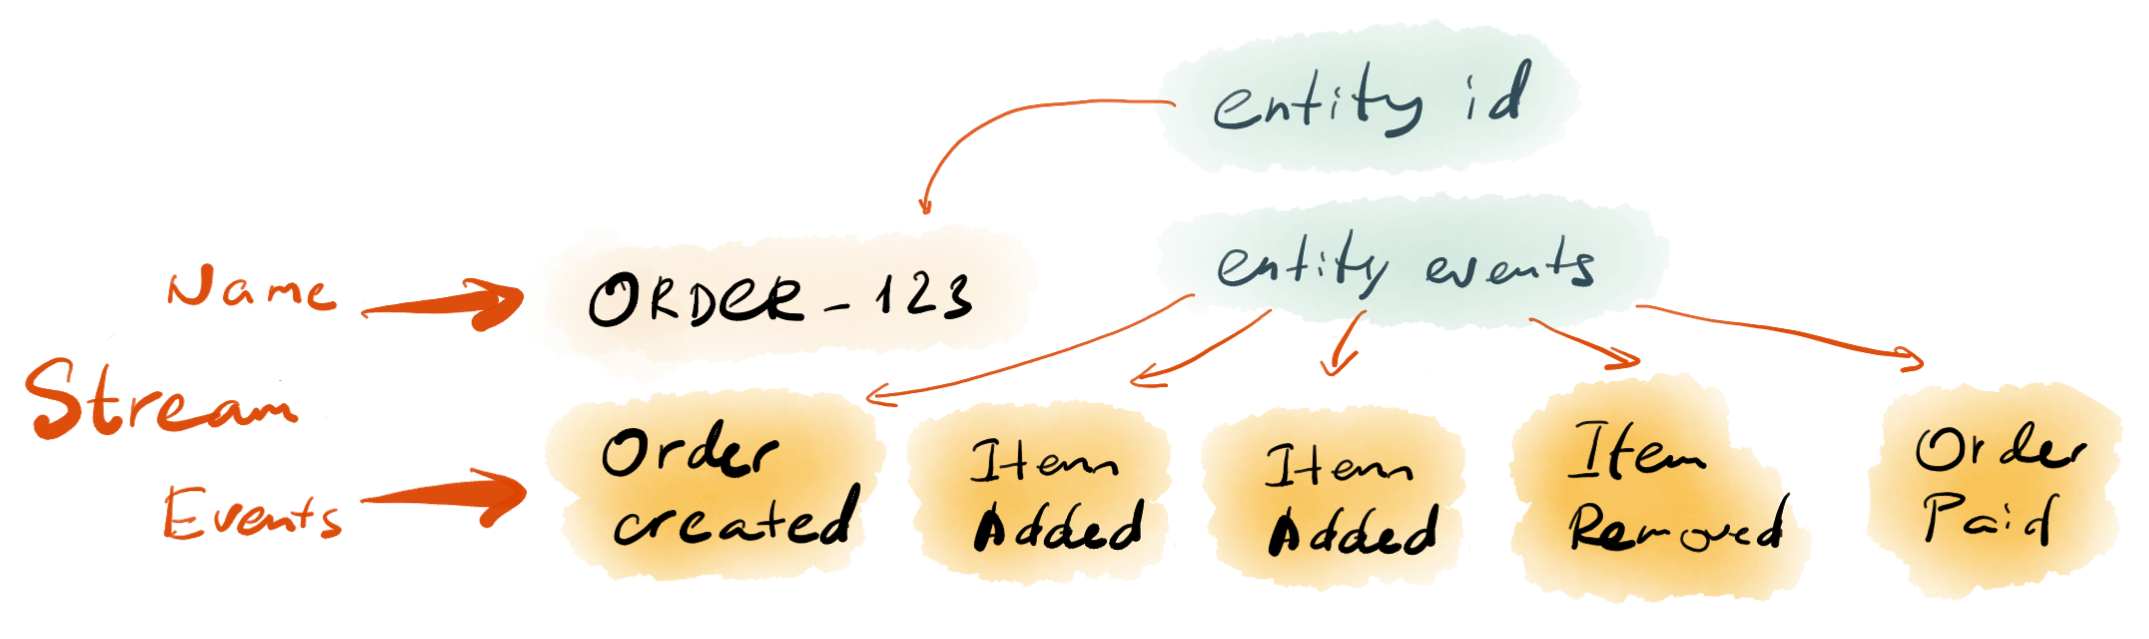 entity id
entity events
Name
ORDER-123
Stream
Events
Order
created
Item
Added
Item
Added
Item
Removed
Order
Paid